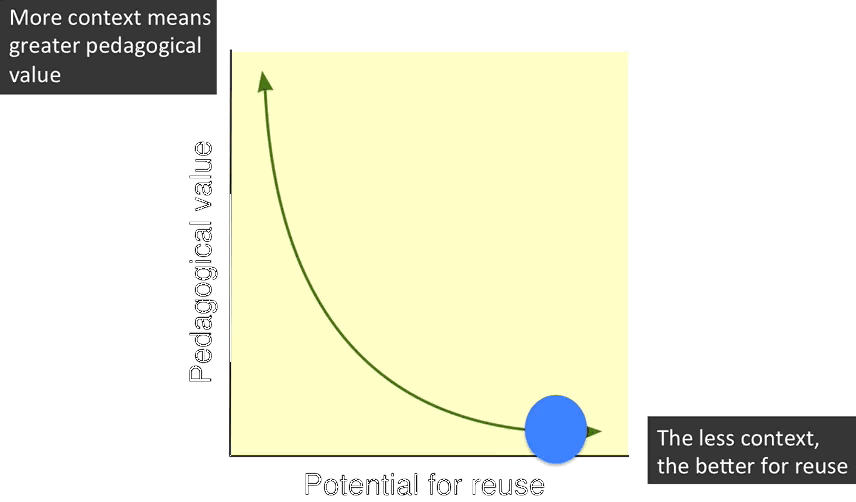 More context means
greater pedagogical
value
Pedagogical value
The less context,
the better for reuse
Potential for reuse